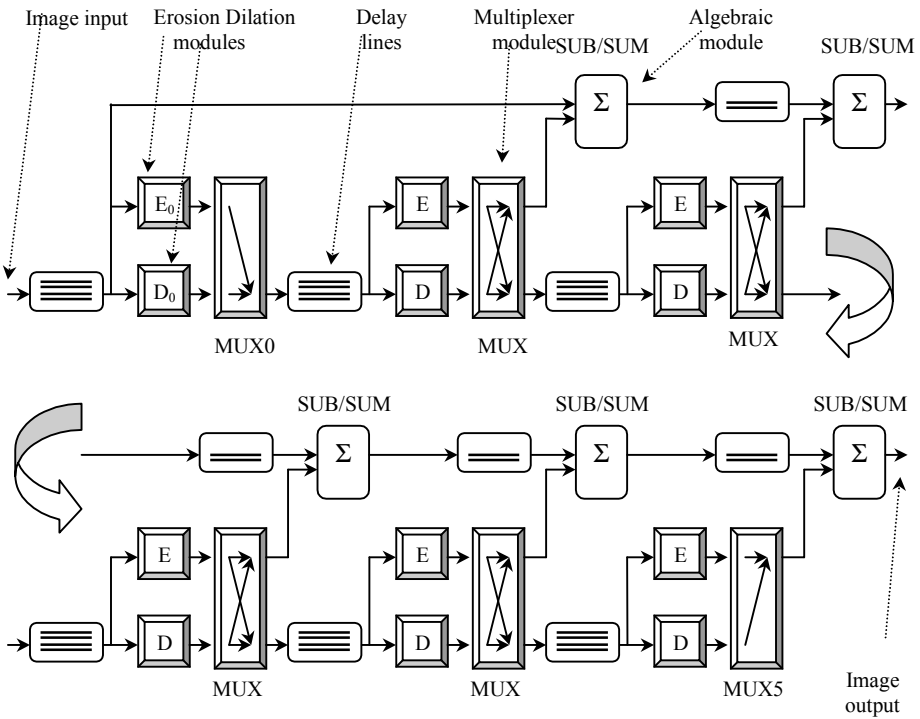 Image input
Erosion Dilation
modules
Delay
lines
Multiplexer
module
Algebraic
module
SUB/SUM
SUB/SUM
Σ
Σ
E₀
E
E
D₀
D
D
MUX0
MUX
MUX
SUB/SUM
SUB/SUM
SUB/SUM
Σ
Σ
Σ
E
E
E
D
D
D
MUX
MUX
MUX5
Image
output